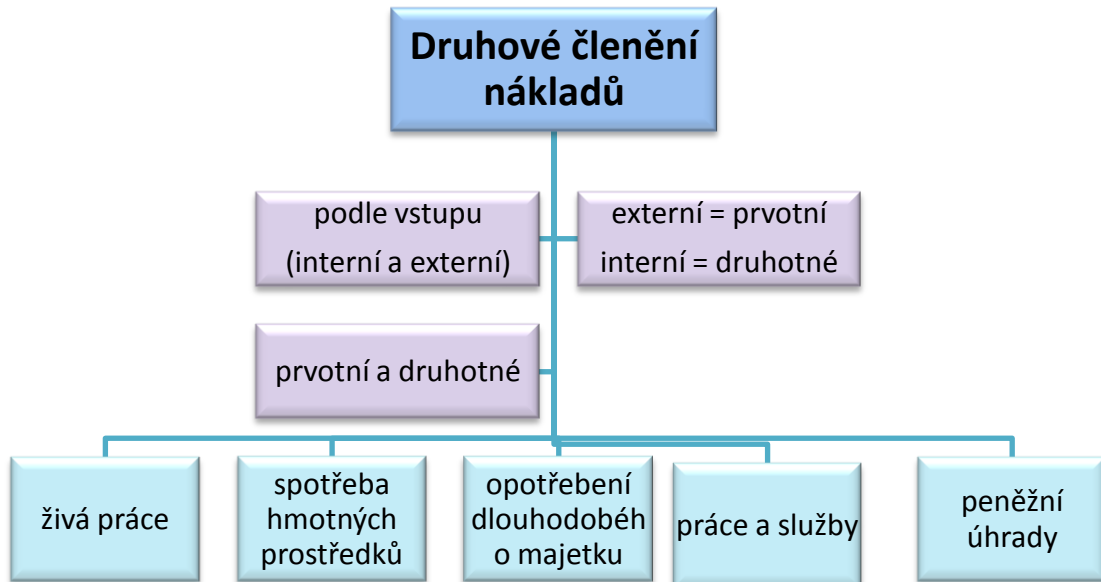 Druhové členění
nákladů
podle vstupu
(interní a externí)
externí = prvotní
interní = druhotné
prvotní a druhotné
živá práce
spotřeba
hmotných
prostředků
opotřebení
dlouhodobéh
o majetku
práce a služby
peněžní
úhrady